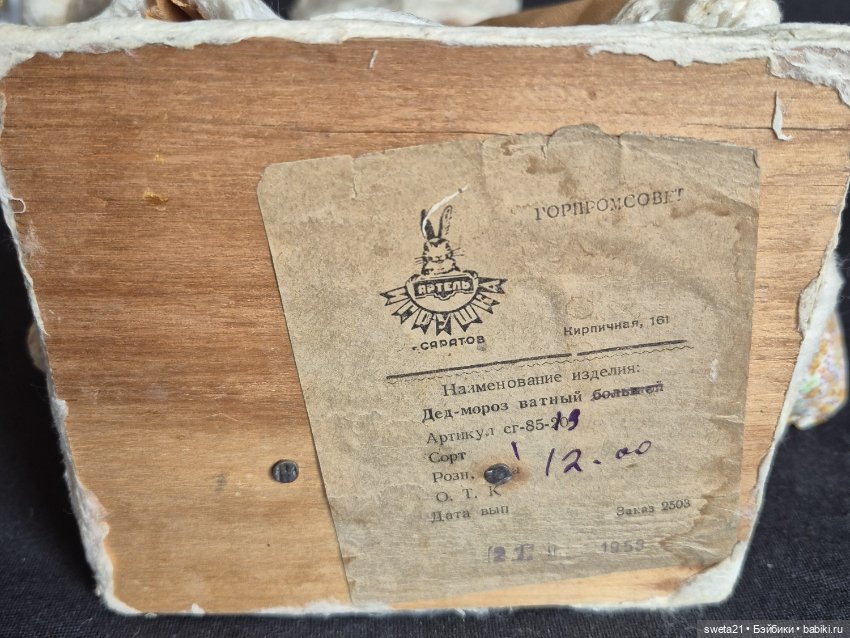 ГОРПРОМСОВЕТ
АРТЕЛЬ
ИГРУШКА
г. САРАТОВ
Кирпичная, 161
Наименование изделия:
Дед-мороз ватный большой
Артикул сг-85-
Сорт
Розн. 12.00
О. Т. К
Дата вып
Заказ 2503
1953
sweta21 • Бэйбики • babiki.ru